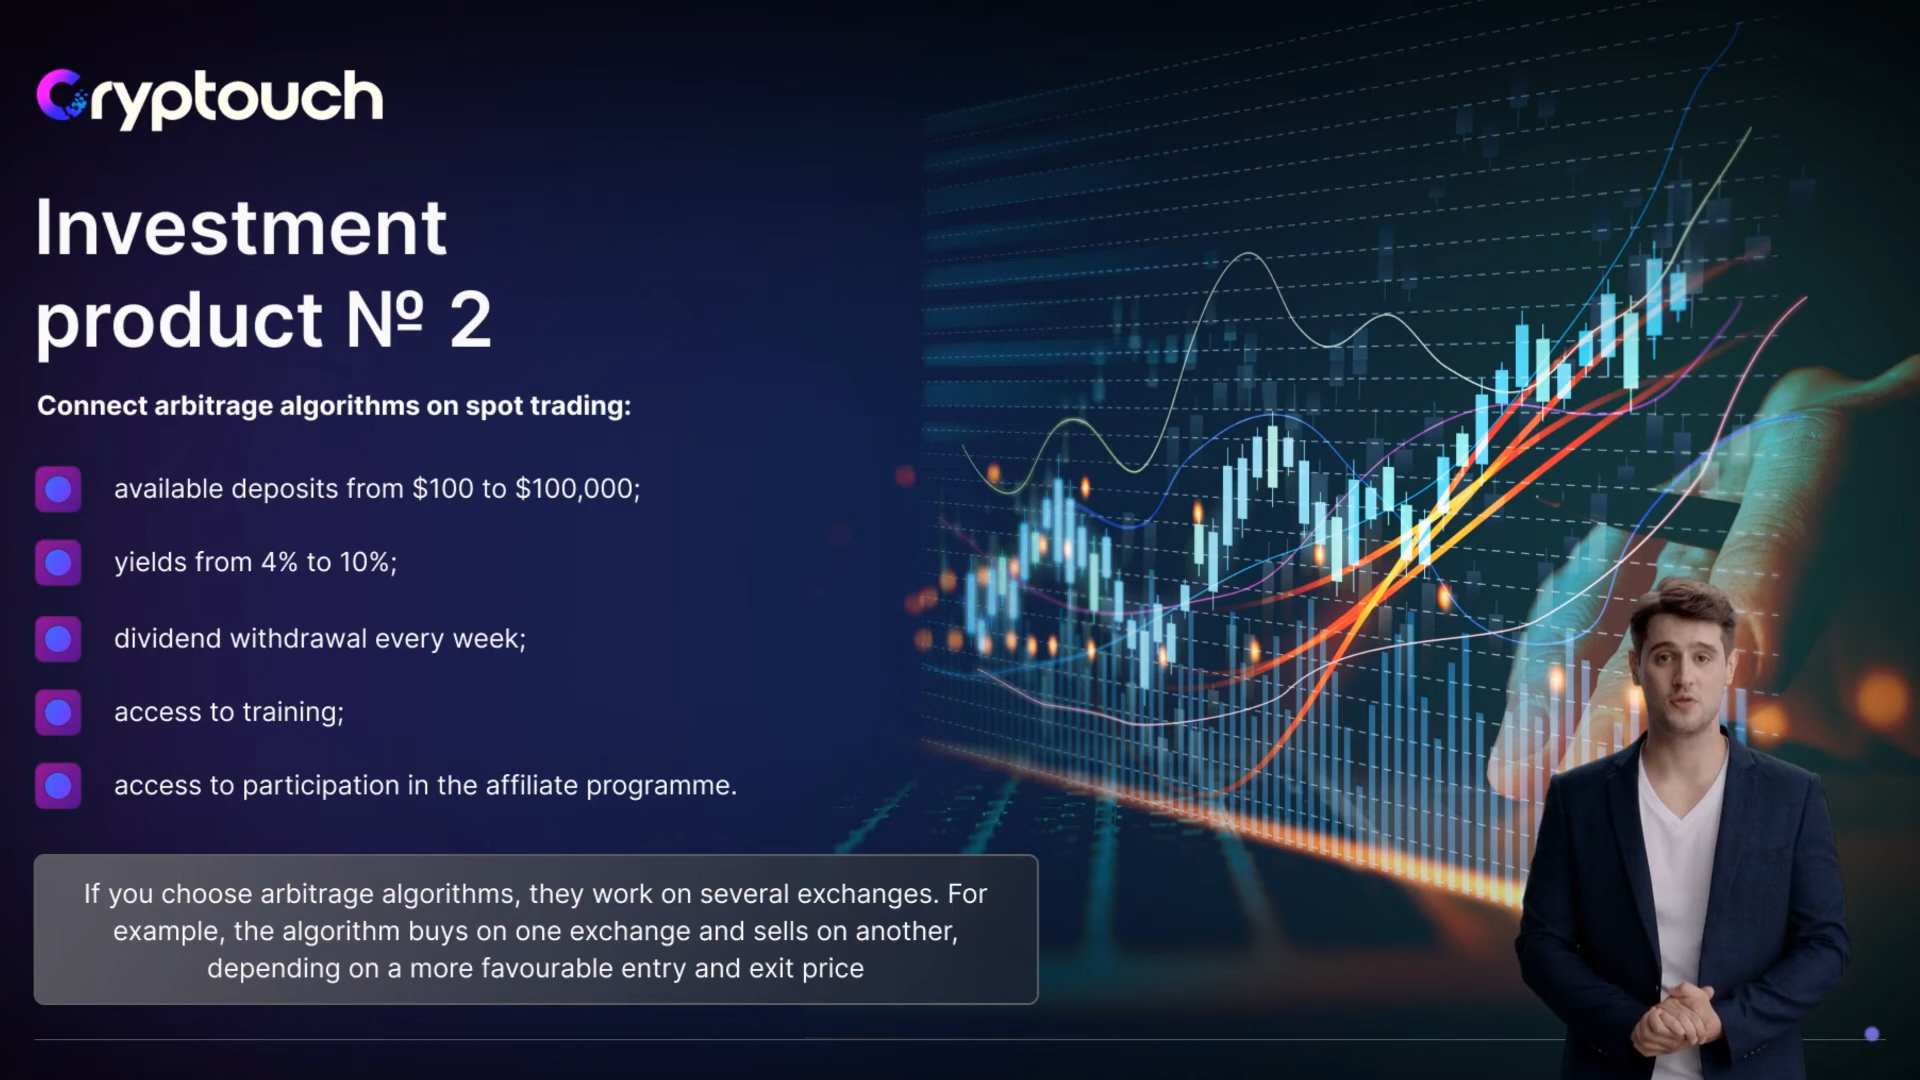 Cryptouch
Investment
product № 2
Connect arbitrage algorithms on spot trading:
available deposits from $100 to $100,000;
yields from 4% to 10%;
dividend withdrawal every week;
access to training;
access to participation in the affiliate programme.
If you choose arbitrage algorithms, they work on several exchanges. For
example, the algorithm buys on one exchange and sells on another,
depending on a more favourable entry and exit price